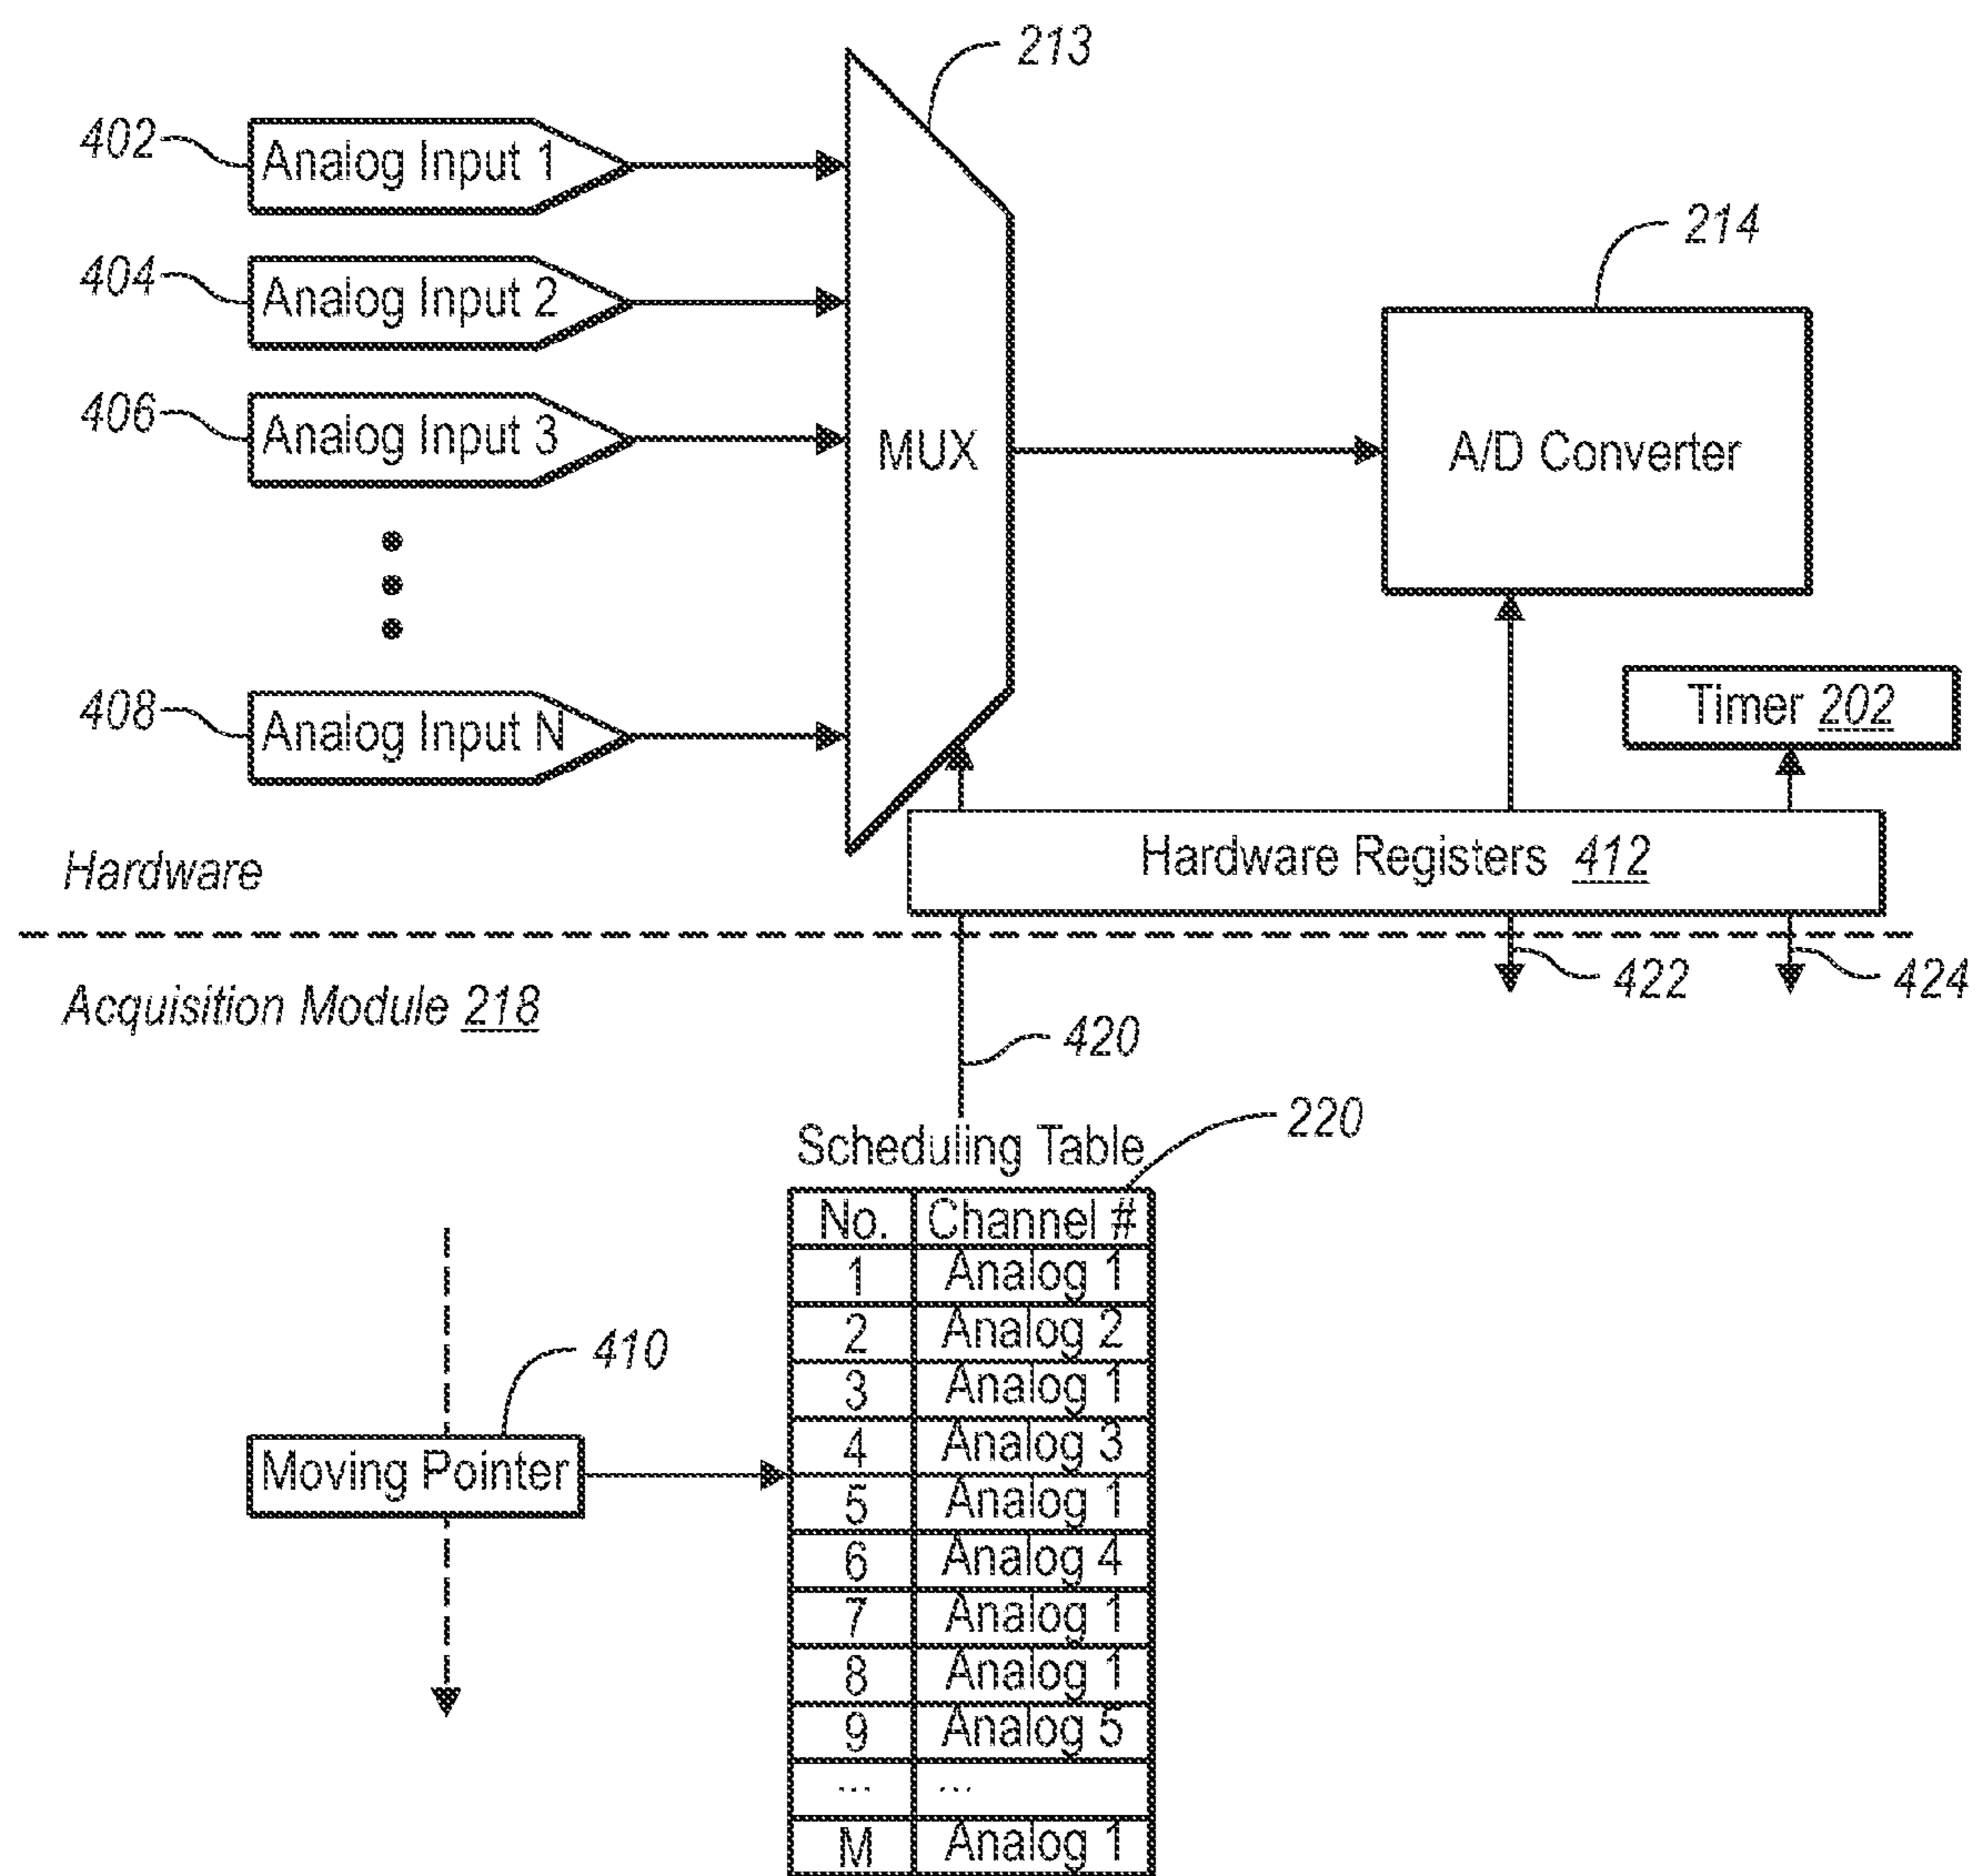 213
402
Analog Input 1
214
404
Analog Input 2
406
Analog Input 3
MUX
A/D Converter
408
Analog Input N
Timer 202
Hardware Registers 412
Hardware
422
424
Acquisition Module 218
420
220
Scheduling Table
No. Channel #
1 Analog 1
2 Analog 2
3 Analog 1
410
4 Analog 3
Moving Pointer
5 Analog 1
6 Analog 4
7 Analog 1
8 Analog 1
9 Analog 5
... ...
M Analog 1